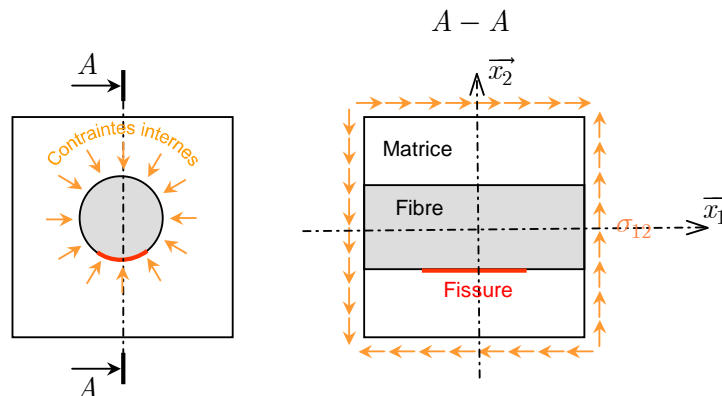 A
Contraintes internes
A
A – A
x₂
Matrice
Fibre
x₁
σ₁₂
Fissure